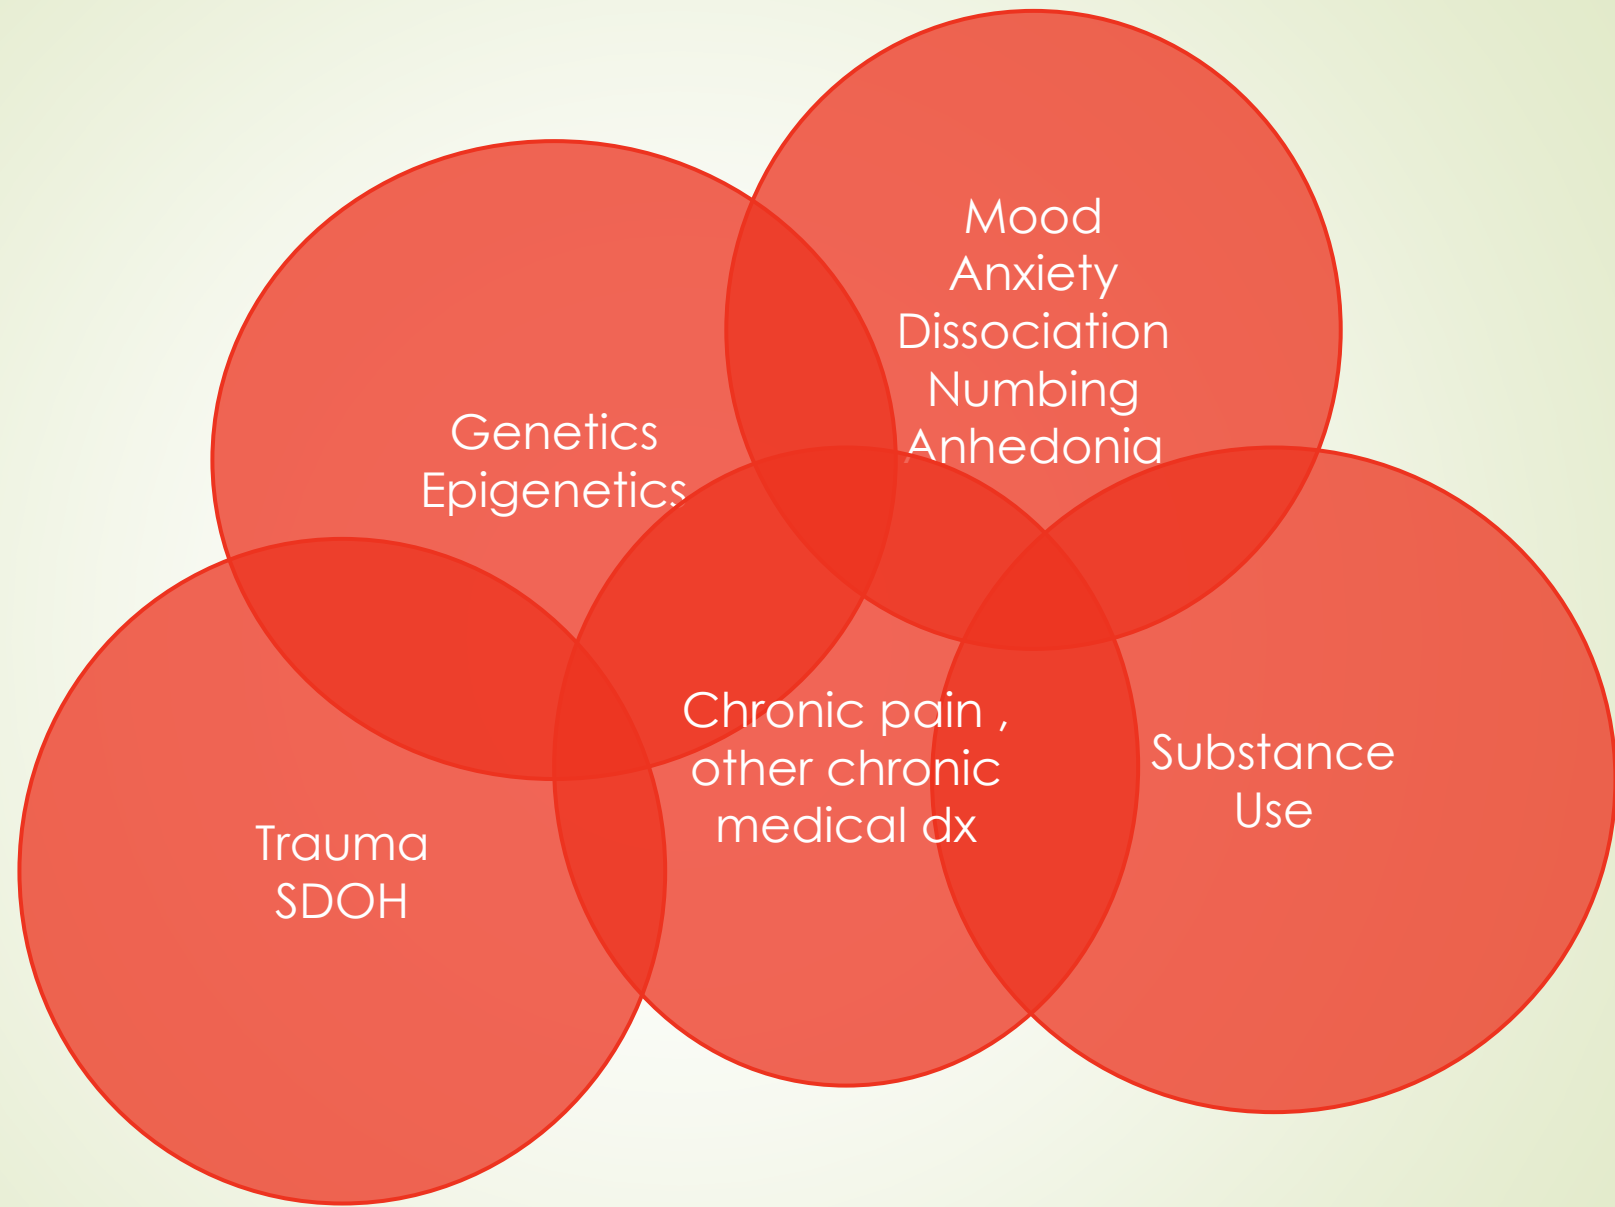 Mood
Anxiety
Dissociation
Numbing
Anhedonia
Genetics
Epigenetics
Chronic pain ,
other chronic
medical dx
Substance
Use
Trauma
SDOH